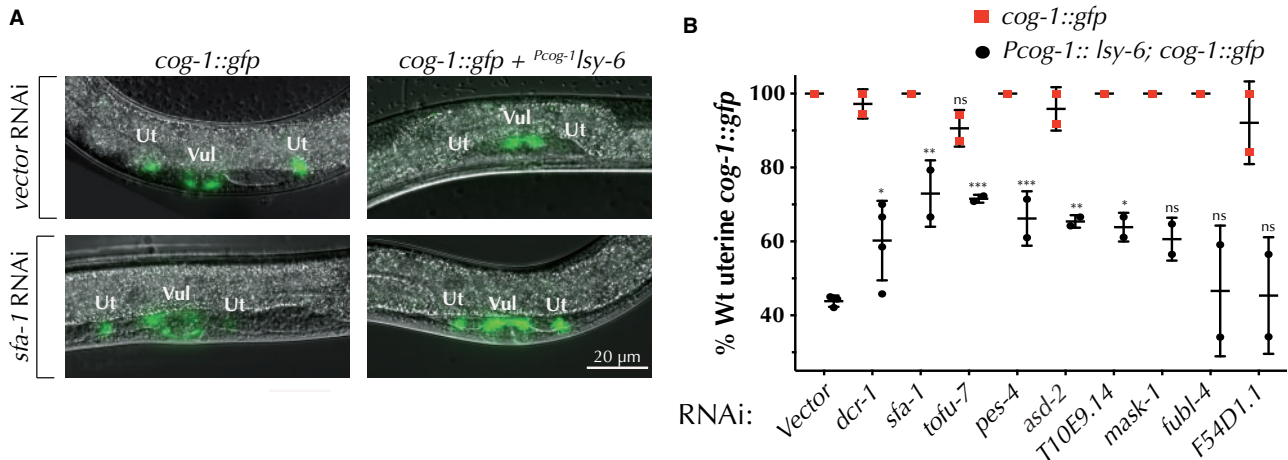 A
cog-1::gfp
cog-1::gfp + Pcog-1lsy-6
vector RNAi
Ut
Vul
Ut
Ut
Vul
Ut
sfa-1 RNAi
Ut
Vul
Ut
Ut
Vul
Ut
20 μm
B
cog-1::gfp
Pcog-1:: lsy-6; cog-1::gfp
% Wt uterine cog-1::gfp
100
80
60
40
ns
*
**
***
***
**
*
ns
ns
ns
RNAi:
Vector
dcr-1
sfa-1
tofu-7
pes-4
asd-2
T10E9.14
mask-1
fubl-4
F54D1.1